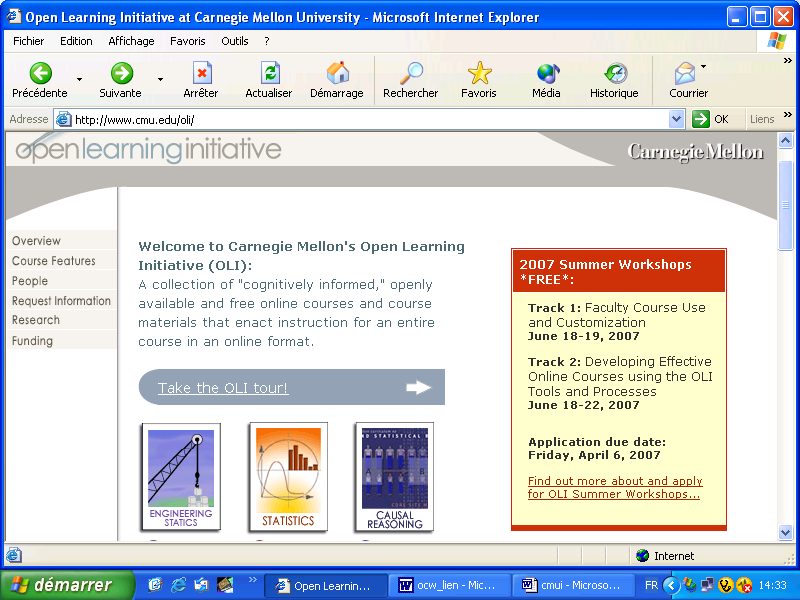 Open Learning Initiative at Carnegie Mellon University - Microsoft Internet Explorer
Fichier Edition Affichage Favoris Outils ?
Précédente Suivante Arrêter Actualiser Démarrage Rechercher Favoris Média Historique Courrier »
Adresse http://www.cmu.edu/oli/ OK Liens »
openlearninginitiative Carnegie Mellon
Overview
Course Features
People
Request Information
Research
Funding
Welcome to Carnegie Mellon's Open Learning
Initiative (OLI):
A collection of "cognitively informed," openly
available and free online courses and course
materials that enact instruction for an entire
course in an online format.
Take the OLI tour!
ENGINEERING
STATICS
STATISTICS
D STATISTICAL R
A B
CAUSAL
REASONING
2007 Summer Workshops
*FREE*:
Track 1: Faculty Course Use
and Customization
June 18-19, 2007
Track 2: Developing Effective
Online Courses using the OLI
Tools and Processes
June 18-22, 2007
Application due date:
Friday, April 6, 2007
Find out more about and apply
for OLI Summer Workshops...
Internet
démarrer » Open Learnin... ocw_lien - Mic... cmui - Microso... FR 14:33